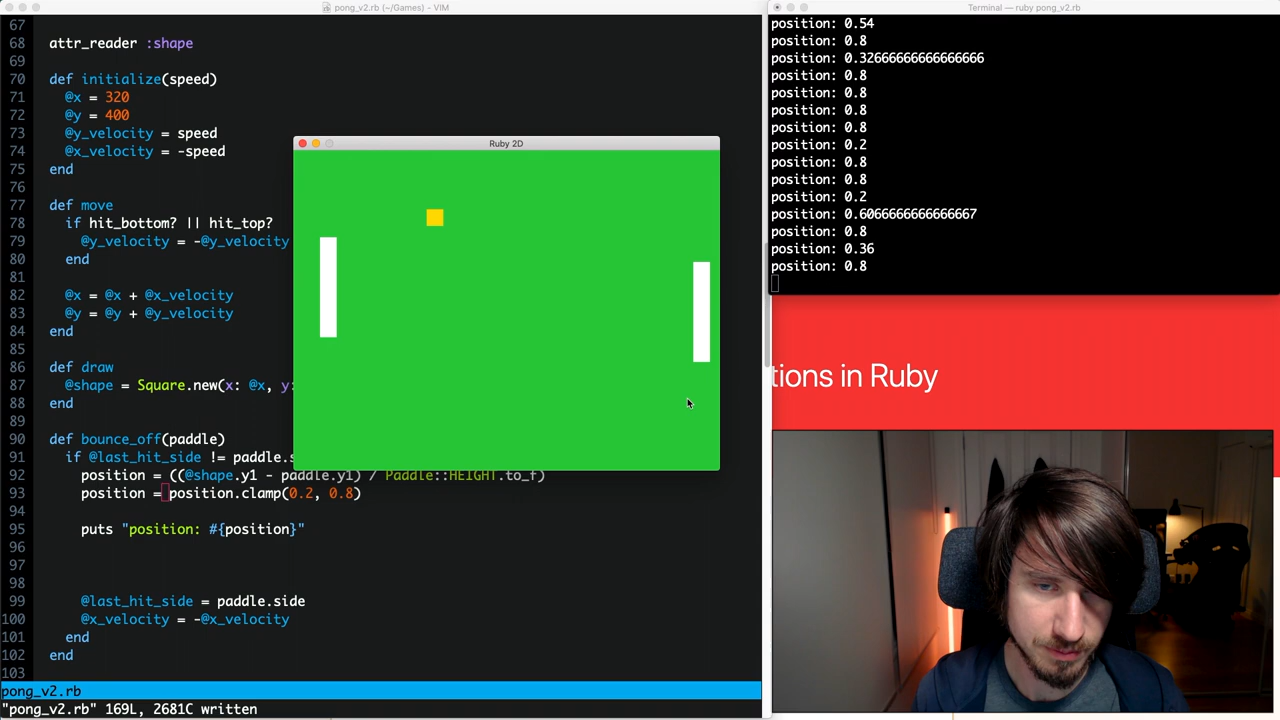 pong_v2.rb (~/Games) - VIM
67
68 attr_reader :shape
69
70 def initialize(speed)
71 @x = 320
72 @y = 400
73 @y_velocity = speed
74 @x_velocity = -speed
75 end
76
77 def move
78 if hit_bottom? || hit_top?
79 @y_velocity = -@y_velocity
80 end
81
82 @x = @x + @x_velocity
83 @y = @y + @y_velocity
84 end
85
86 def draw
87 @shape = Square.new(x: @x, y:
88 end
89
90 def bounce_off(paddle)
91 if @last_hit_side != paddle.s
92 position = ((@shape.y1 - paddle.y1) / Paddle::HEIGHT.to_f)
93 position = position.clamp(0.2, 0.8)
94
95 puts "position: #{position}"
96
97
98
99 @last_hit_side = paddle.side
100 @x_velocity = -@x_velocity
101 end
102 end
103
pong_v2.rb
"pong_v2.rb" 169L, 2681C written
Ruby 2D
Terminal — ruby pong_v2.rb
position: 0.54
position: 0.8
position: 0.32666666666666666
position: 0.8
position: 0.8
position: 0.8
position: 0.8
position: 0.2
position: 0.8
position: 0.8
position: 0.2
position: 0.6066666666666667
position: 0.8
position: 0.36
position: 0.8
tions in Ruby